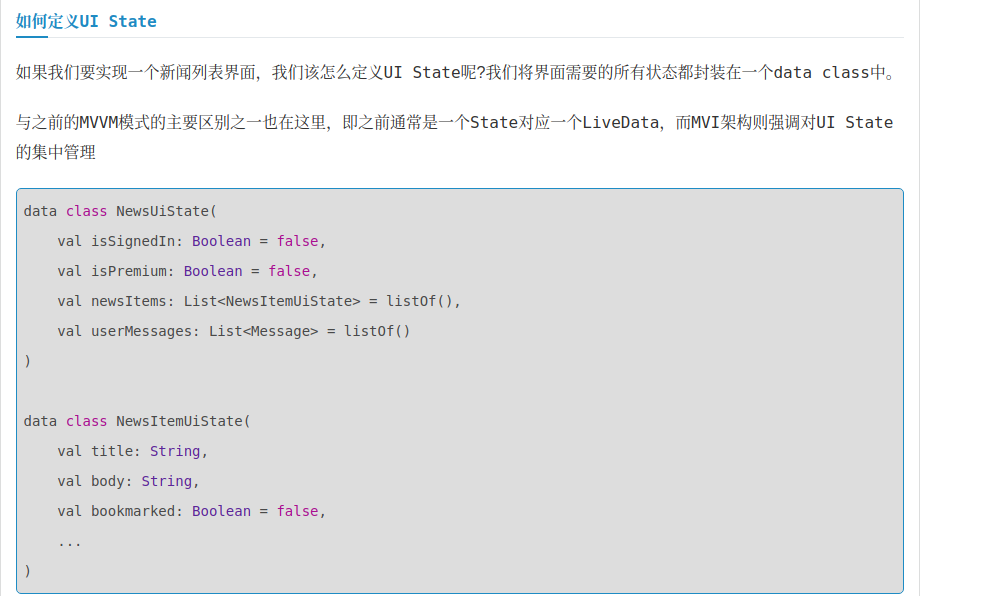 如何定义UI State
如果我们要实现一个新闻列表界面，我们该怎么定义UI State呢?我们将界面需要的所有状态都封装在一个data class中。
与之前的MVVM模式的主要区别之一也在这里，即之前通常是一个State对应一个LiveData，而MVI架构则强调对UI State
的集中管理
data class NewsUiState(
    val isSignedIn: Boolean = false,
    val isPremium: Boolean = false,
    val newsItems: List<NewsItemUiState> = listOf(),
    val userMessages: List<Message> = listOf()
)
data class NewsItemUiState(
    val title: String,
    val body: String,
    val bookmarked: Boolean = false,
    ...
)